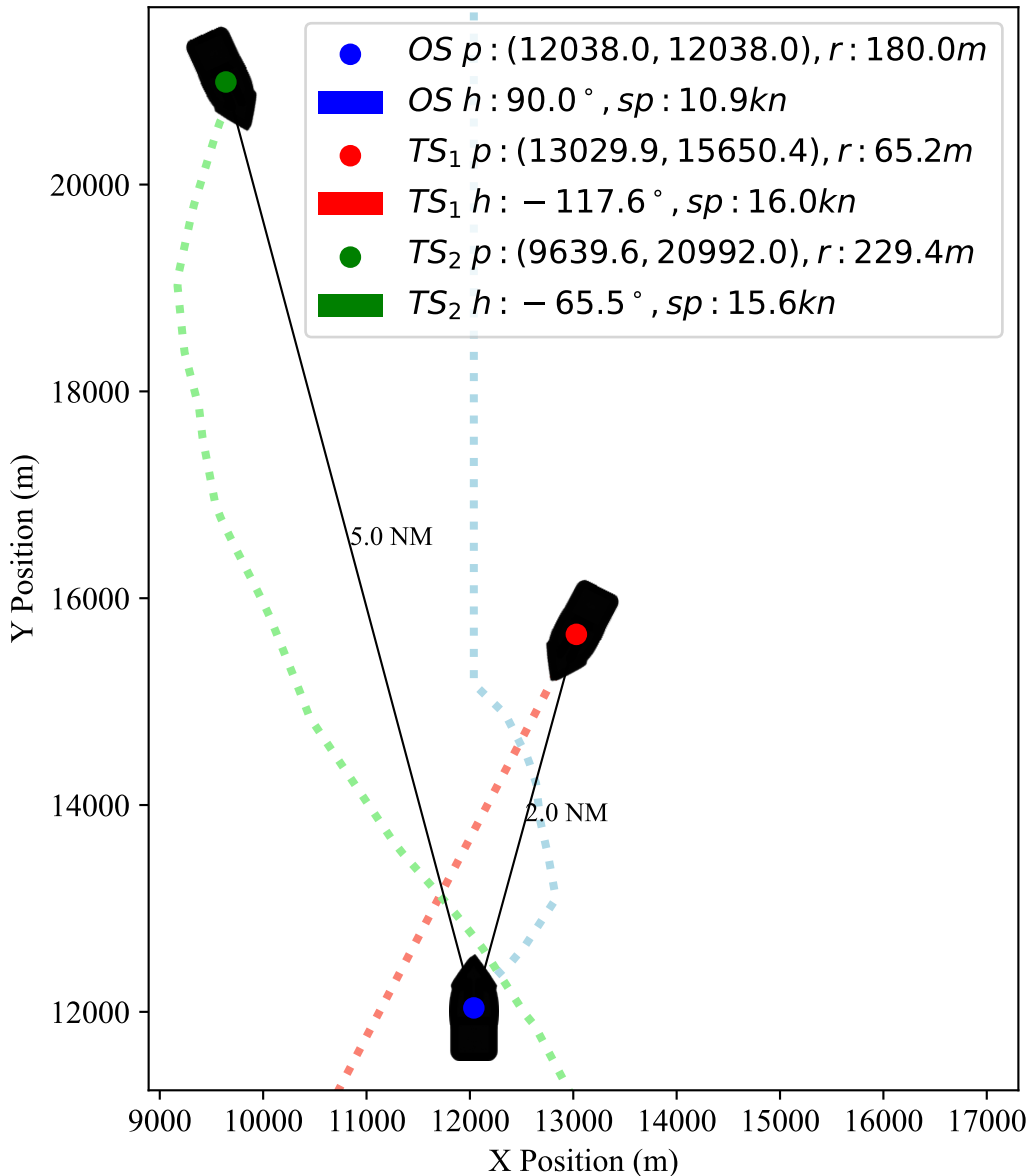 OS p : (12038.0, 12038.0), r : 180.0m
OS h : 90.0°, sp : 10.9kn
TS₁ p : (13029.9, 15650.4), r : 65.2m
TS₁ h : −117.6°, sp : 16.0kn
TS₂ p : (9639.6, 20992.0), r : 229.4m
TS₂ h : −65.5°, sp : 15.6kn
20000
18000
16000
14000
12000
Y Position (m)
5.0 NM
2.0 NM
9000 10000 11000 12000 13000 14000 15000 16000 17000
X Position (m)